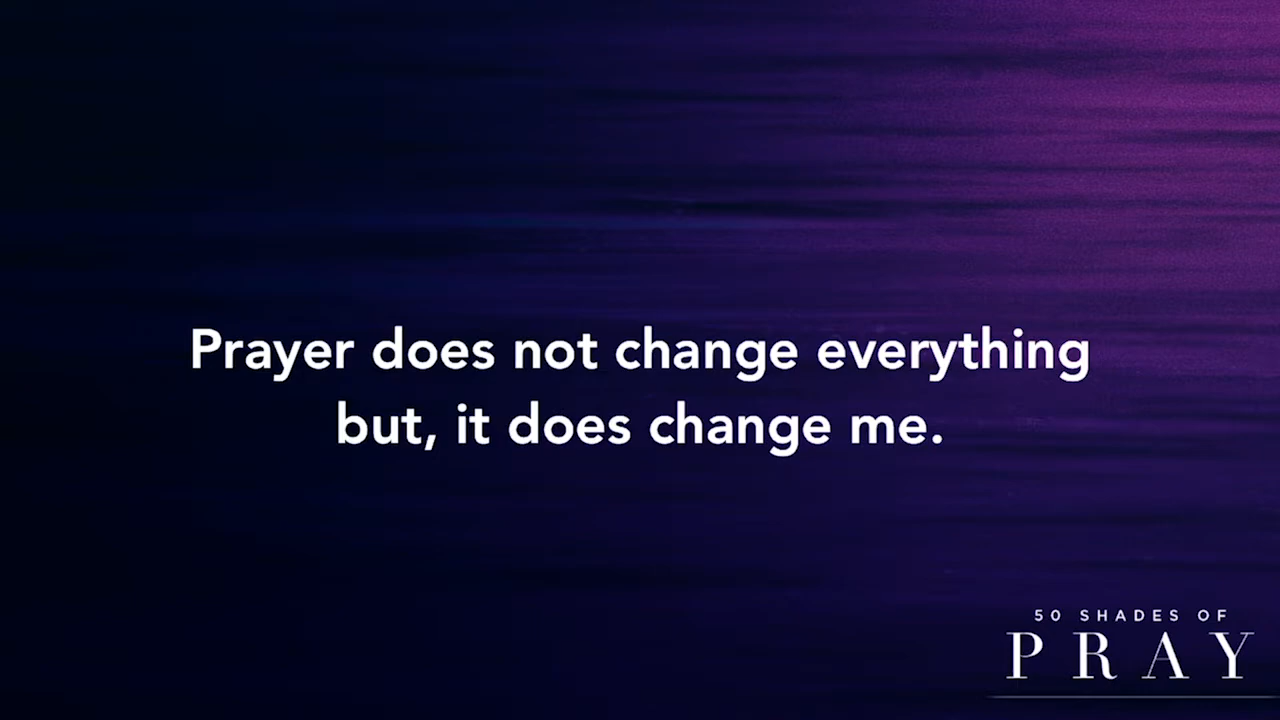 Prayer does not change everything
but, it does change me.
50 SHADES OF
PRAY